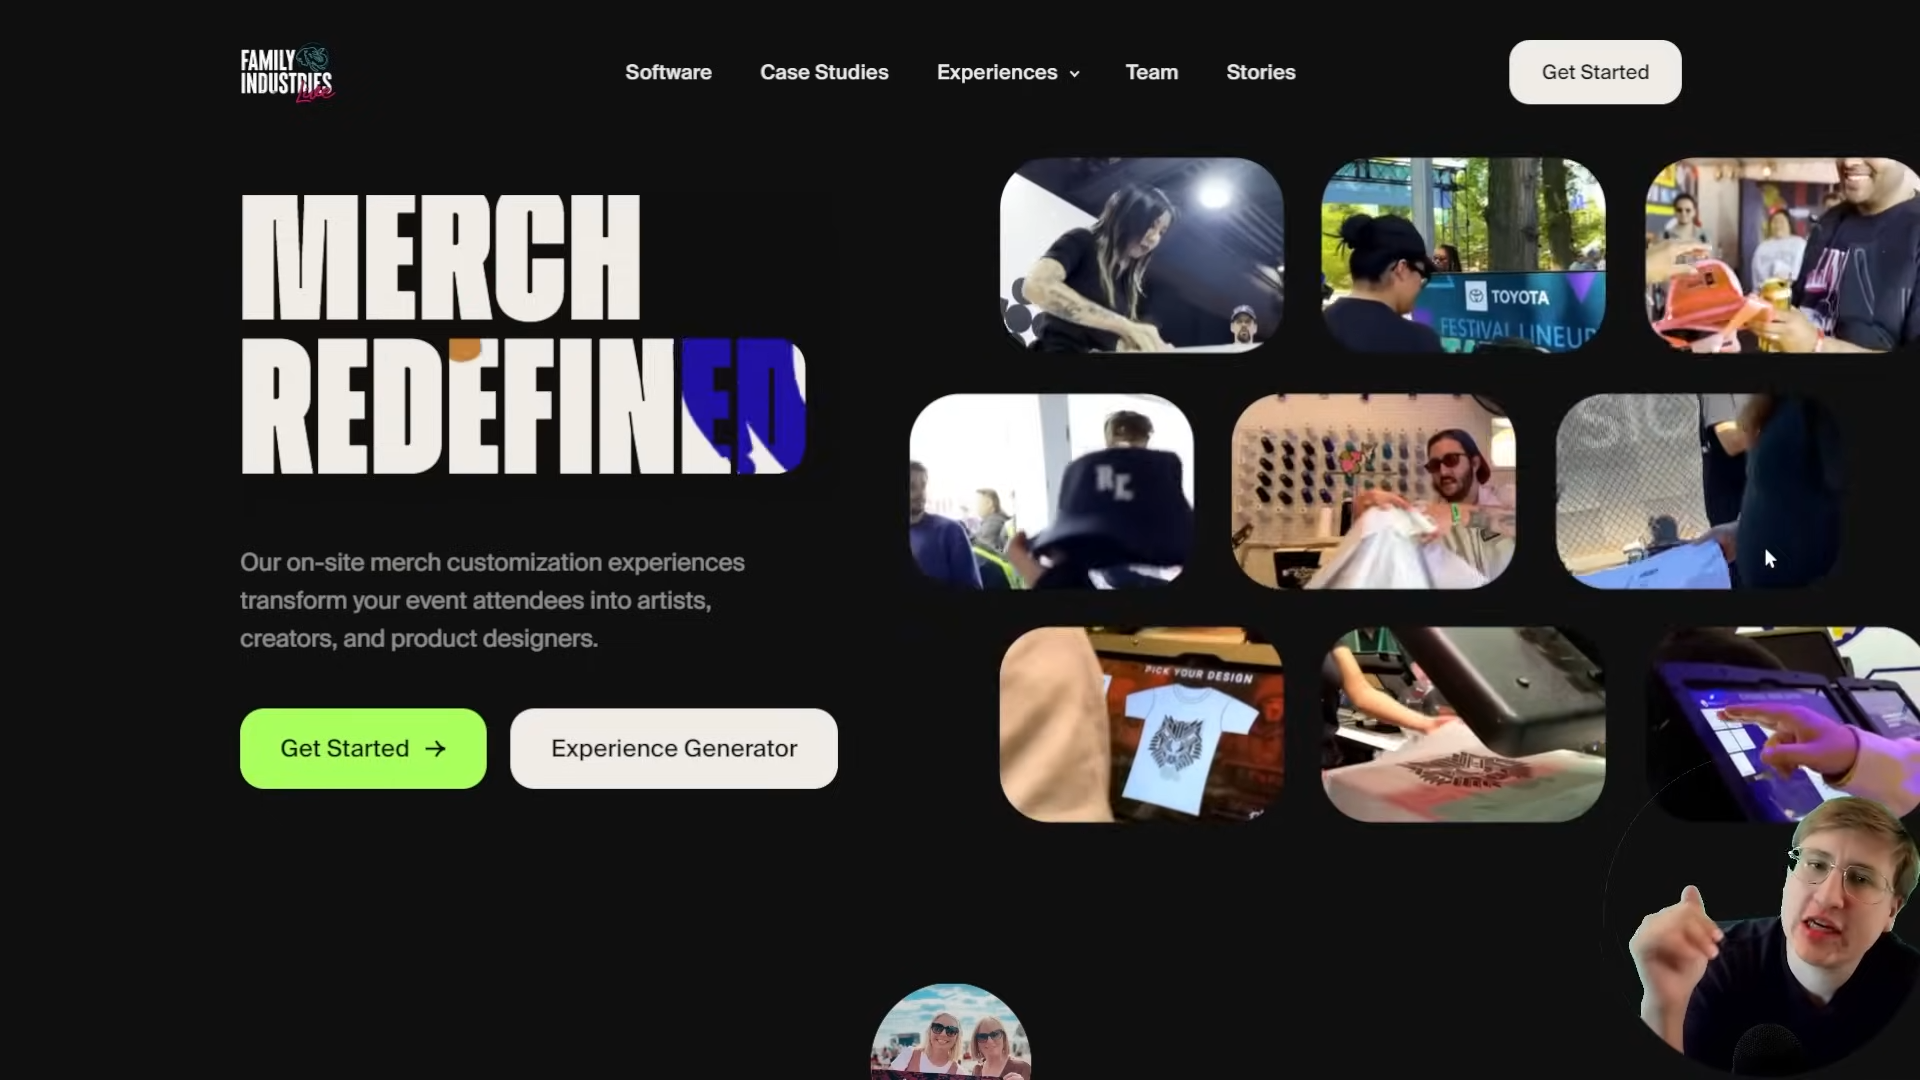 FAMILY
INDUSTRIES
Live
Software
Case Studies
Experiences
Team
Stories
Get Started
MERCH
REDEFINED
Our on-site merch customization experiences
transform your event attendees into artists,
creators, and product designers.
Get Started →
Experience Generator
TOYOTA
FESTIVAL LINEUP
PICK YOUR DESIGN